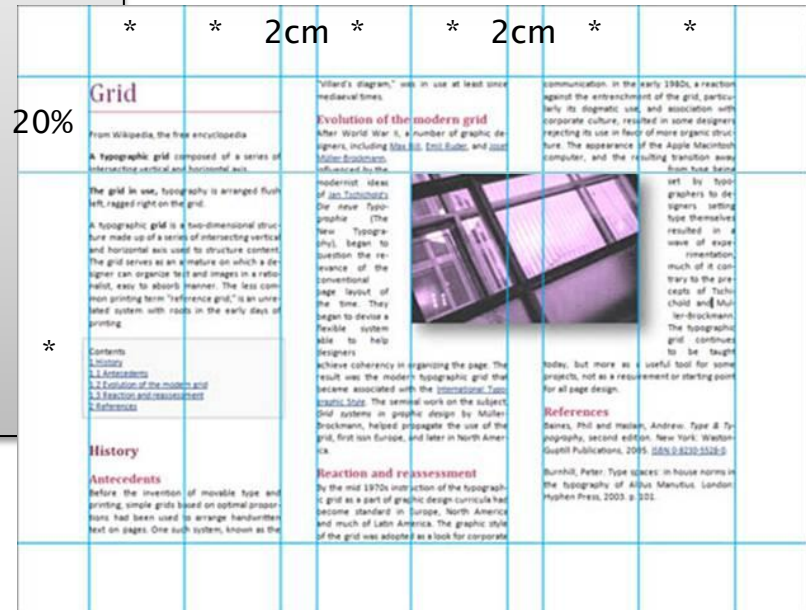 * * 2cm * * 2cm * *
20%
*
Grid
From Wikipedia, the free encyclopedia
A typographic grid composed of a series of
intersecting vertical and horizontal axis
The grid in use, typography is arranged flush
left, ragged right on the grid.
A typographic grid is a two-dimensional struc-
ture made up of a series of intersecting vertical
and horizontal axis used to structure content.
The grid serves as an armature on which a de-
signer can organize text and images in a ratio-
nalist, easy to absorb manner. The less com-
mon printing term "reference grid," is an unre-
lated system with roots in the early days of
printing
Contents
1 History
1.1 Antecedents
1.2 Evolution of the modern grid
1.3 Reaction and reassessment
2 References
History
Antecedents
Before the invention of movable type and
printing, simple grids based on optimal propor-
tions had been used to arrange handwritten
text on pages. One such system, known as the
"Villard's diagram," was in use at least since
mediaeval times.
Evolution of the modern grid
After World War II, a number of graphic de-
signers, including Max Bill, Emil Ruder, and Josef
Müller-Brockmann,
influenced by the
modernist ideas
of Jan Tschichold's
Die neue Typo-
graphie (The
New Typogra-
phy), began to
question the re-
levance of the
conventional
page layout of
the time. They
began to devise a
flexible system
able to help
designers
achieve coherency in organizing the page. The
result was the modern typographic grid that
became associated with the International Typo-
graphic Style. The seminal work on the subject,
Grid systems in graphic design by Müller-
Brockmann, helped propagate the use of the
grid, first isn Europe, and later in North Amer-
ica.
Reaction and reassessment
By the mid 1970s instruction of the typograph-
ic grid as a part of graphic design curricula had
become standard in Europe, North America
and much of Latin America. The graphic style
of the grid was adopted as a look for corporate
communication. In the early 1980s, a reaction
against the entrenchment of the grid, particu-
larly its dogmatic use, and association with
corporate culture, resulted in some designers
rejecting its use in favor of more organic struc-
ture. The appearance of the Apple Macintosh
computer, and the resulting transition away
from type being
set by typo-
graphers to de-
signers setting
type themselves
resulted in a
wave of expe-
rimentation,
much of it con-
trary to the pre-
cepts of Tschi-
chold and Mul-
ler-Brockmann.
The typographic
grid continues
to be taught
today, but more as a useful tool for some
projects, not as a requirement or starting point
for all page design.
References
Baines, Phil and Haslam, Andrew. Type & Ty-
pography, second edition. New York: Watson-
Guptill Publications, 2005. ISBN 0-8230-5528-0.
Burnhill, Peter. Type spaces: in house norms in
the typography of Aldus Manutius. London:
Hyphen Press, 2003. p. 101.